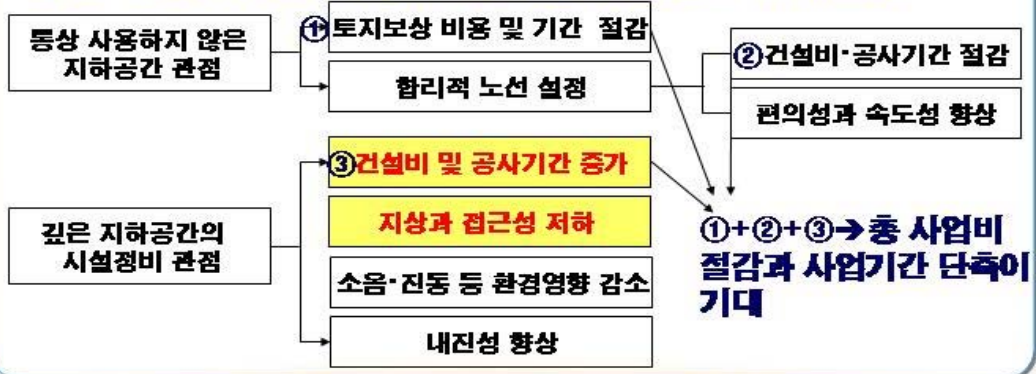 통상 사용하지 않은
지하공간 관점
①토지보상 비용 및 기간 절감
합리적 노선 설정
②건설비·공사기간 절감
편의성과 속도성 향상
깊은 지하공간의
시설정비 관점
③건설비 및 공사기간 증가
지상과 접근성 저하
소음·진동 등 환경영향 감소
내진성 향상
①+②+③→총 사업비
절감과 사업기간 단축이
기대